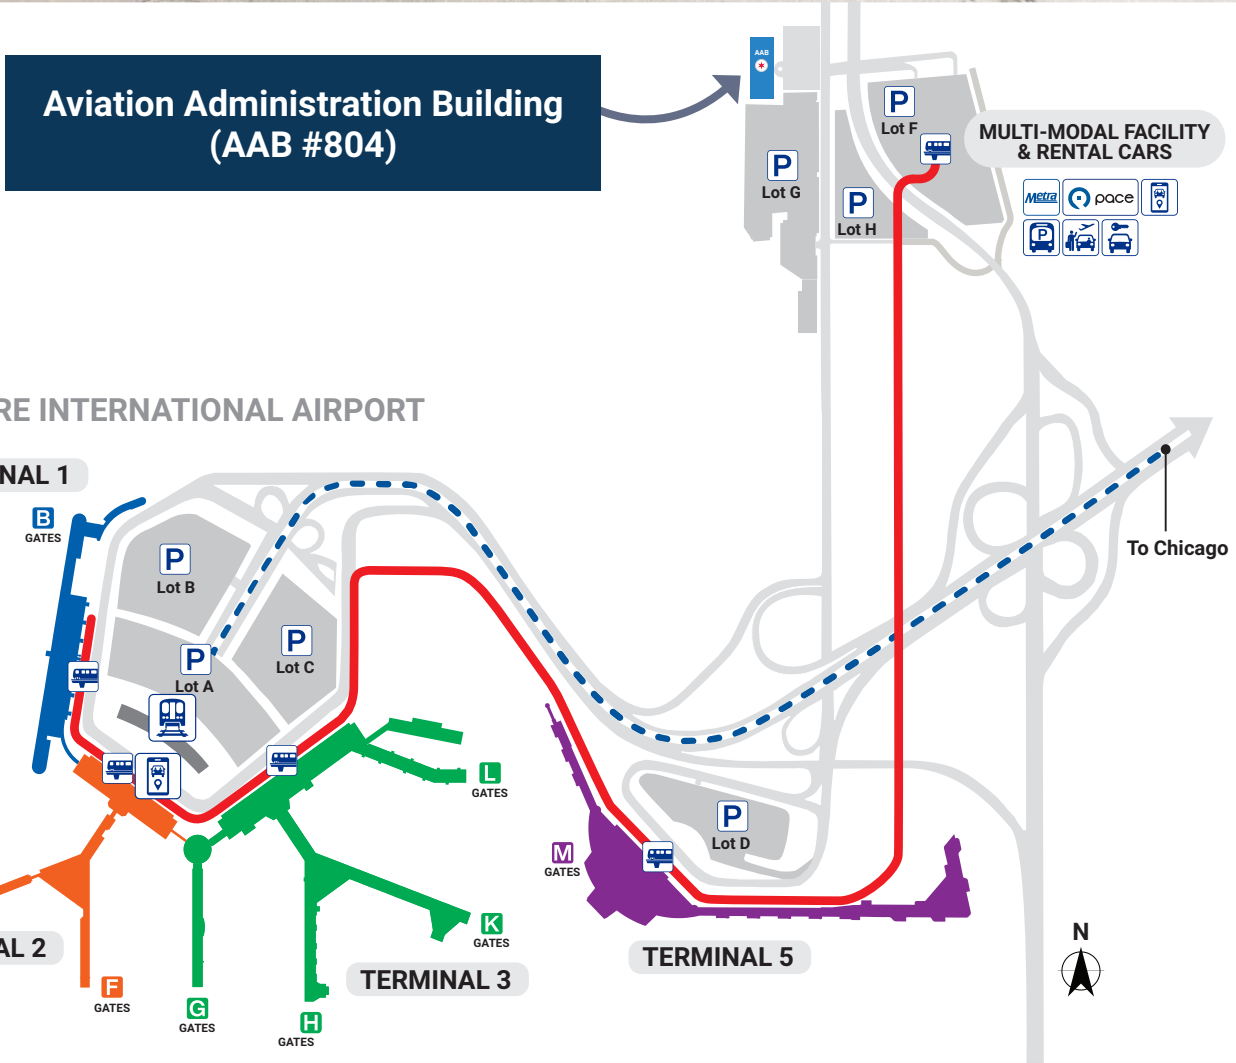 Aviation Administration Building
(AAB #804)
AAB
P
Lot F
P
Lot G
P
Lot H
MULTI-MODAL FACILITY
& RENTAL CARS
Metra
pace
P
RE INTERNATIONAL AIRPORT
NAL 1
B
GATES
P
Lot B
P
Lot C
P
Lot A
To Chicago
L
GATES
P
Lot D
M
GATES
K
GATES
AL 2
TERMINAL 5
TERMINAL 3
F
GATES
G
GATES
H
GATES
N